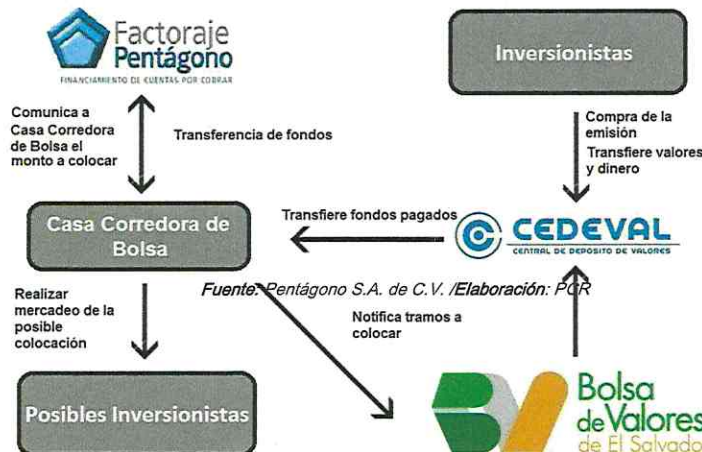 Factoraje
Pentágono
FINANCIAMIENTO DE CUENTAS POR COBRAR
Inversionistas
Comunica a
Casa Corredora
de Bolsa el
monto a colocar
Transferencia de fondos
Compra de la
emisión
Transfiere valores
y dinero
Casa Corredora de
Bolsa
Transfiere fondos pagados
CEDEVAL
CENTRAL DE DEPÓSITO DE VALORES
Fuente: Pentágono S.A. de C.V. /Elaboración: PCR
Realizar
mercadeo de la
posible
colocación
Notifica tramos a
colocar
Posibles Inversionistas
Bolsa
de Valores
de El Salvado